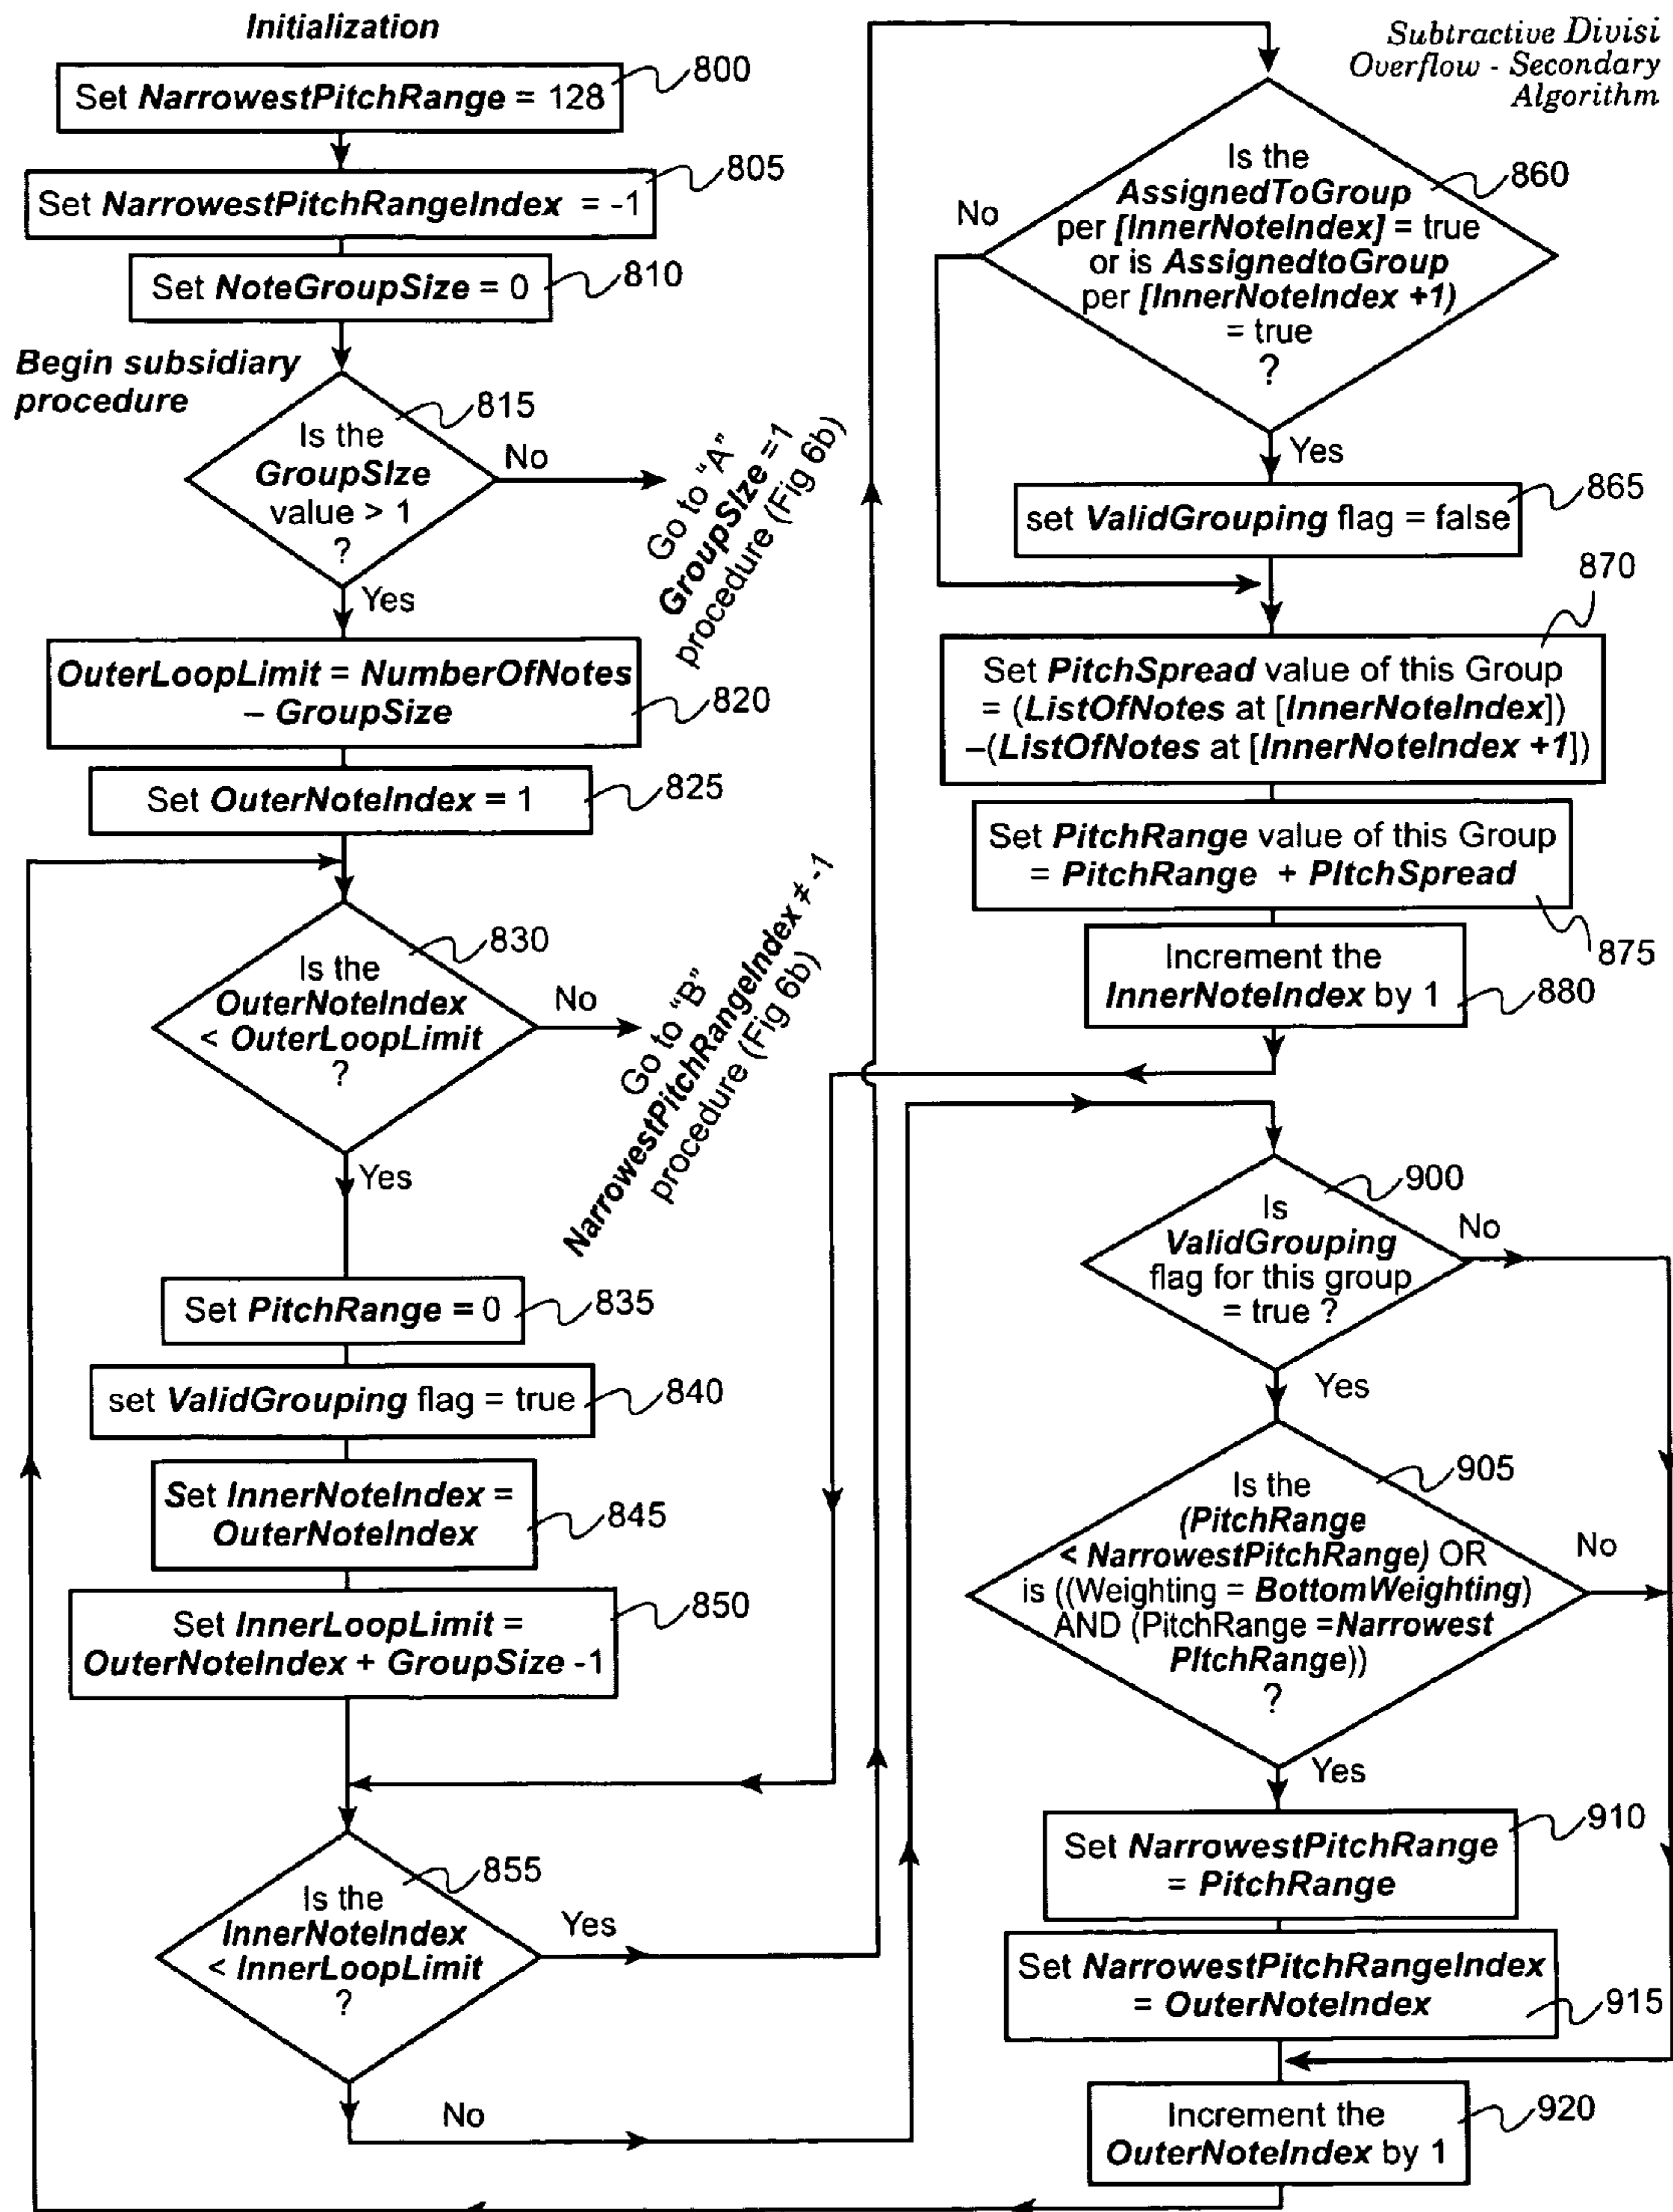 Initialization
Set NarrowestPitchRange = 128
800
Set NarrowestPitchRangeIndex = -1
805
Set NoteGroupSize = 0
810
Begin subsidiary
procedure
815
Is the
GroupSIze
value > 1
?
No
Go to "A"
GroupSIze =1
procedure (Fig 6b)
Yes
OuterLoopLimit = NumberOfNotes
– GroupSize
820
Set OuterNoteIndex = 1
825
830
Is the
OuterNoteIndex
< OuterLoopLimit
?
No
Go to "B"
NarrowestPitchRangeIndex ≠ -1
procedure (Fig 6b)
Yes
Set PitchRange = 0
835
set ValidGrouping flag = true
840
Set InnerNoteIndex =
OuterNoteIndex
845
Set InnerLoopLimit =
OuterNoteIndex + GroupSize -1
850
855
Is the
InnerNoteIndex
< InnerLoopLimit
?
Yes
No
Subtractive Divisi
Overflow - Secondary
Algorithm
Is the
AssignedToGroup
per [InnerNoteIndex] = true
or is AssignedtoGroup
per [InnerNoteIndex +1)
= true
?
860
No
Yes
set ValidGrouping flag = false
865
870
Set PitchSpread value of this Group
= (ListOfNotes at [InnerNoteIndex])
–(ListOfNotes at [InnerNoteIndex +1])
Set PitchRange value of this Group
= PitchRange + PItchSpread
875
Increment the
InnerNoteIndex by 1
880
900
Is
ValidGrouping
flag for this group
= true ?
No
Yes
905
Is the
(PitchRange
< NarrowestPitchRange) OR
is ((Weighting = BottomWeighting)
AND (PitchRange =Narrowest
PItchRange))
?
No
Yes
Set NarrowestPitchRange
= PitchRange
910
Set NarrowestPitchRangeIndex
= OuterNoteIndex
915
Increment the
OuterNoteIndex by 1
920